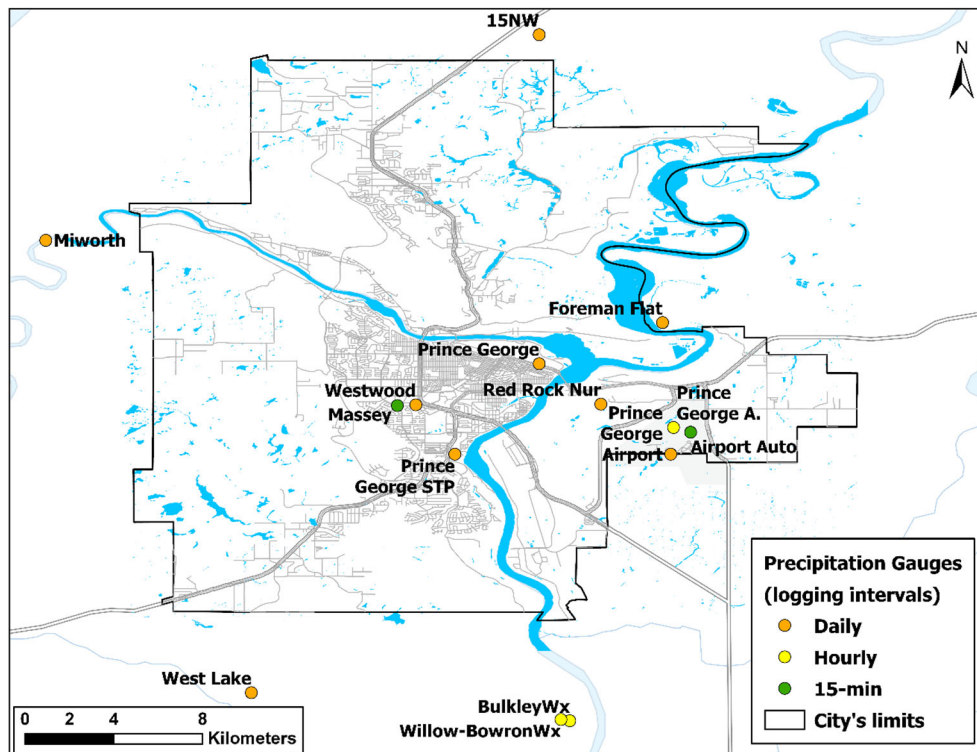 15NW
N
Miworth
Foreman Flat
Prince George
Red Rock Nur
Westwood
Massey
Prince
George A.
Prince
George
Airport
Airport Auto
Prince
George STP
West Lake
BulkleyWx
Willow-BowronWx
0 2 4 8
Kilometers
Precipitation Gauges
(logging intervals)
Daily
Hourly
15-min
City's limits